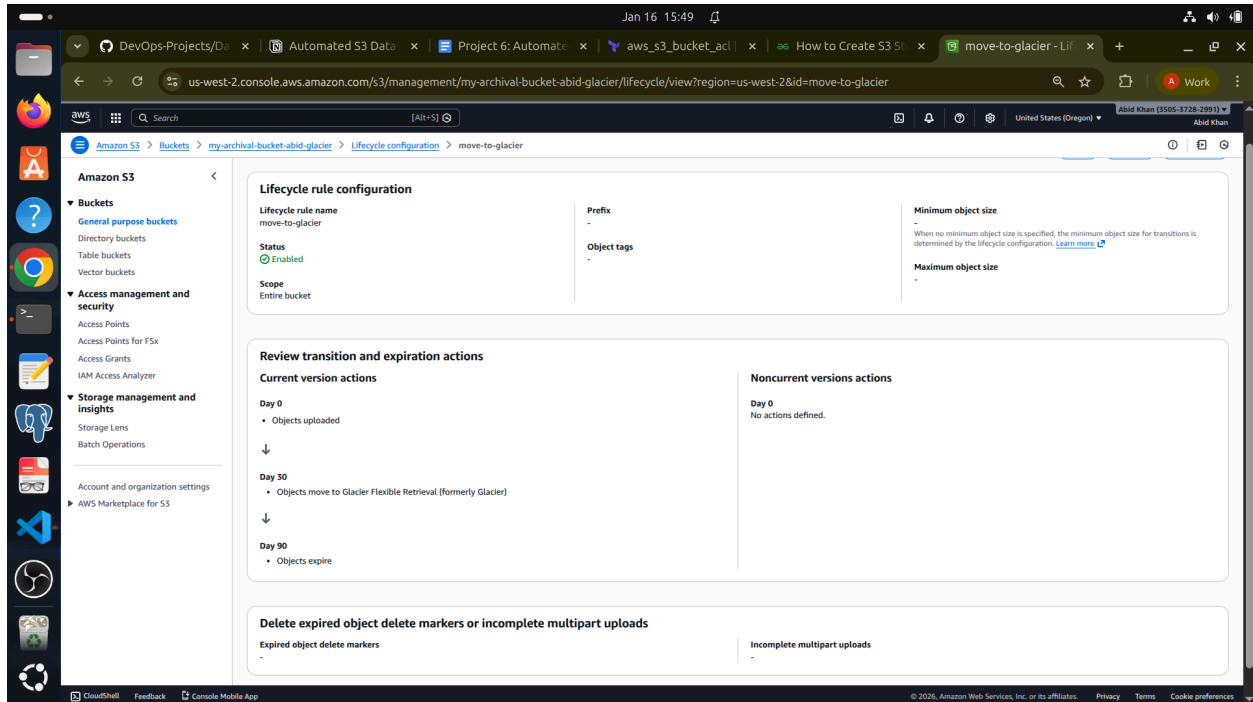 Jan 16 15:49
DevOps-Projects/Da
Automated S3 Data
Project 6: Automate
aws_s3_bucket_acl
How to Create S3 St
move-to-glacier - Lif
us-west-2.console.aws.amazon.com/s3/management/my-archival-bucket-abid-glacier/lifecycle/view?region=us-west-2&id=move-to-glacier
A Work
aws
Search [Alt+S]
United States (Oregon)
Abid Khan (3505-3728-2991)
Abid Khan
Amazon S3 > Buckets > my-archival-bucket-abid-glacier > Lifecycle configuration > move-to-glacier
Amazon S3
Buckets
General purpose buckets
Directory buckets
Table buckets
Vector buckets
Access management and
security
Access Points
Access Points for FSx
Access Grants
IAM Access Analyzer
Storage management and
insights
Storage Lens
Batch Operations
Account and organization settings
AWS Marketplace for S3
Lifecycle rule configuration
Lifecycle rule name
move-to-glacier
Status
Enabled
Scope
Entire bucket
Prefix
-
Object tags
-
Minimum object size
-
When no minimum object size is specified, the minimum object size for transitions is
determined by the lifecycle configuration. Learn more
Maximum object size
-
Review transition and expiration actions
Current version actions
Day 0
• Objects uploaded
↓
Day 30
• Objects move to Glacier Flexible Retrieval (formerly Glacier)
↓
Day 90
• Objects expire
Noncurrent versions actions
Day 0
No actions defined.
Delete expired object delete markers or incomplete multipart uploads
Expired object delete markers
-
Incomplete multipart uploads
-
CloudShell Feedback Console Mobile App
© 2026, Amazon Web Services, Inc. or its affiliates. Privacy Terms Cookie preferences